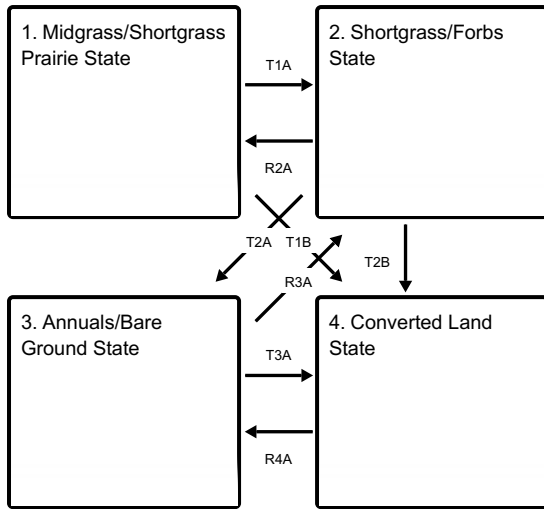 1. Midgrass/Shortgrass
Prairie State
2. Shortgrass/Forbs
State
T1A
R2A
T2A
T1B
T2B
R3A
3. Annuals/Bare
Ground State
4. Converted Land
State
T3A
R4A